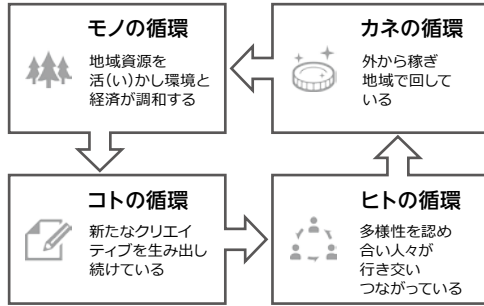 モノの循環
地域資源を
活(い)かし環境と
経済が調和する
カネの循環
外から稼ぎ
地域で回して
いる
コトの循環
新たなクリエイ
ティブを生み出し
続けている
ヒトの循環
多様性を認め
合い人々が
行き交い
つながっている